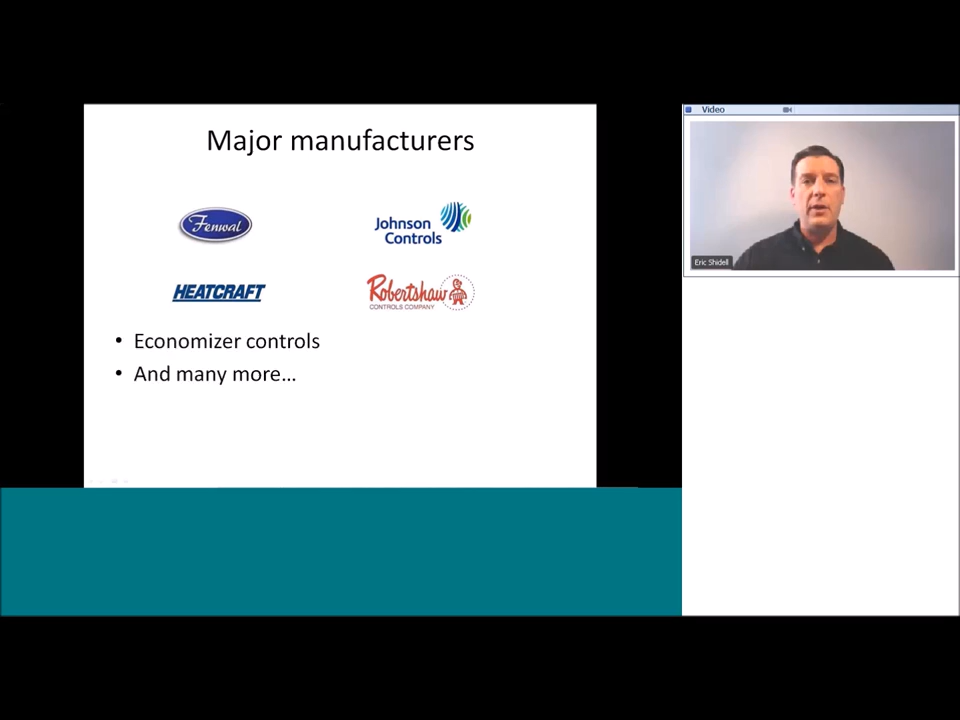 Major manufacturers
Fenwal
Johnson
Controls
HEATCRAFT
Robertshaw
CONTROLS COMPANY
• Economizer controls
• And many more...
Video
Eric Shidell